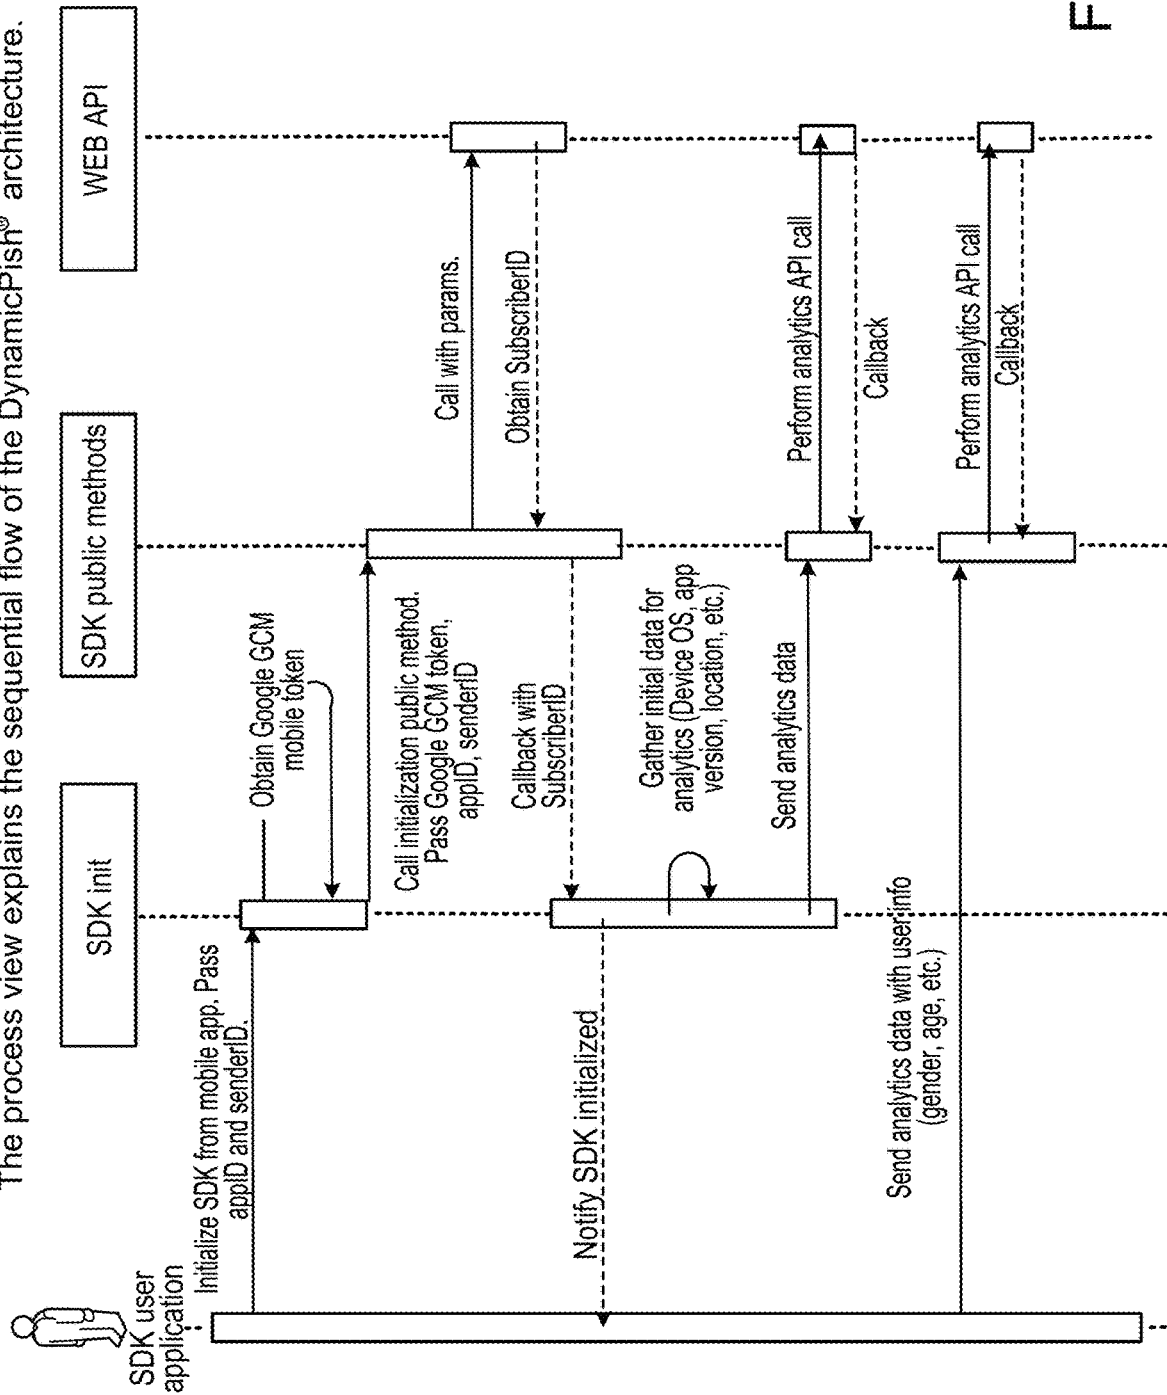 The process view explains the sequential flow of the DynamicPish® architecture.
SDK user
application
SDK init
SDK public methods
WEB API
Initialize SDK from mobile app. Pass
appID and senderID.
Obtain Google GCM
mobile token
Call initialization public method.
Pass Google GCM token,
appID, senderID
Call with params.
Obtain SubscriberID
Callback with
SubscriberID
Notify SDK initialized
Gather initial data for
analytics (Device OS, app
version, location, etc.)
Send analytics data
Perform analytics API call
Callback
Send analytics data with user info
(gender, age, etc.)
Perform analytics API call
Callback